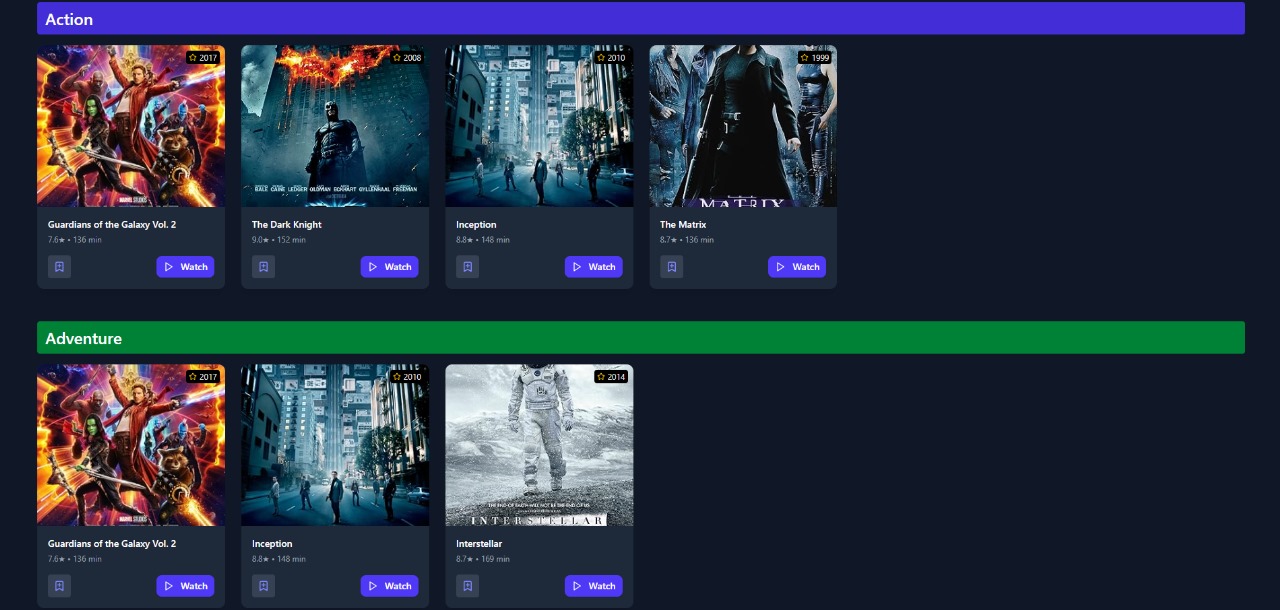 Action
☆ 2017
☆ 2008
☆ 2010
☆ 1999
MARVEL STUDIOS
BALE CAINE LEDGER OLDMAN ECKHART GYLLENHAAL FREEMAN
MATRIX
Guardians of the Galaxy Vol. 2
7.6★ • 136 min
Watch
The Dark Knight
9.0★ • 152 min
Watch
Inception
8.8★ • 148 min
Watch
The Matrix
8.7★ • 136 min
Watch
Adventure
☆ 2017
☆ 2010
☆ 2014
MARVEL STUDIOS
THE END OF EARTH WILL NOT BE THE END OF US
INTERSTELLAR
Guardians of the Galaxy Vol. 2
7.6★ • 136 min
Watch
Inception
8.8★ • 148 min
Watch
Interstellar
8.7★ • 169 min
Watch